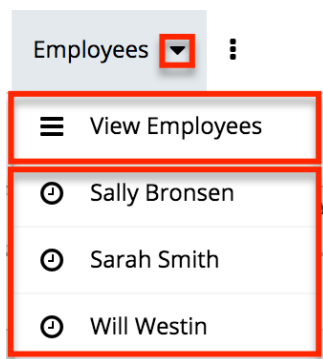 Employees
View Employees
Sally Bronsen
Sarah Smith
Will Westin